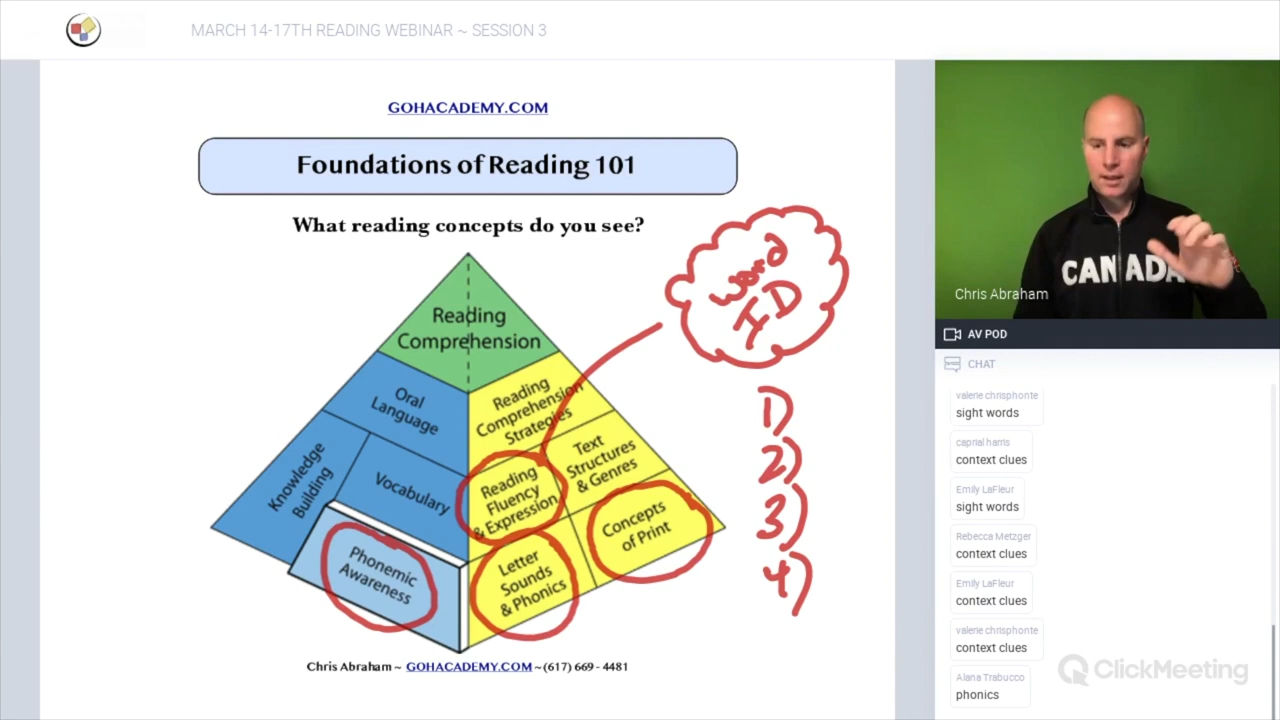 MARCH 14-17TH READING WEBINAR ~ SESSION 3
GOHACADEMY.COM
Foundations of Reading 101
What reading concepts do you see?
Reading
Comprehension
Oral
Language
Reading
Comprehension
Strategies
Knowledge
Building
Vocabulary
Reading
Fluency
& Expression
Text
Structures
& Genres
Phonemic
Awareness
Letter
Sounds
& Phonics
Concepts
of Print
word
ID
1)
2)
3)
4)
Chris Abraham ~ GOHACADEMY.COM ~ (617) 669 - 4481
CANADA
Chris Abraham
AV POD
CHAT
valerie chrisphonte
sight words
caprial harris
context clues
Emily LaFleur
sight words
Rebecca Metzger
context clues
Emily LaFleur
context clues
valerie chrisphonte
context clues
Alana Trabucco
phonics
ClickMeeting